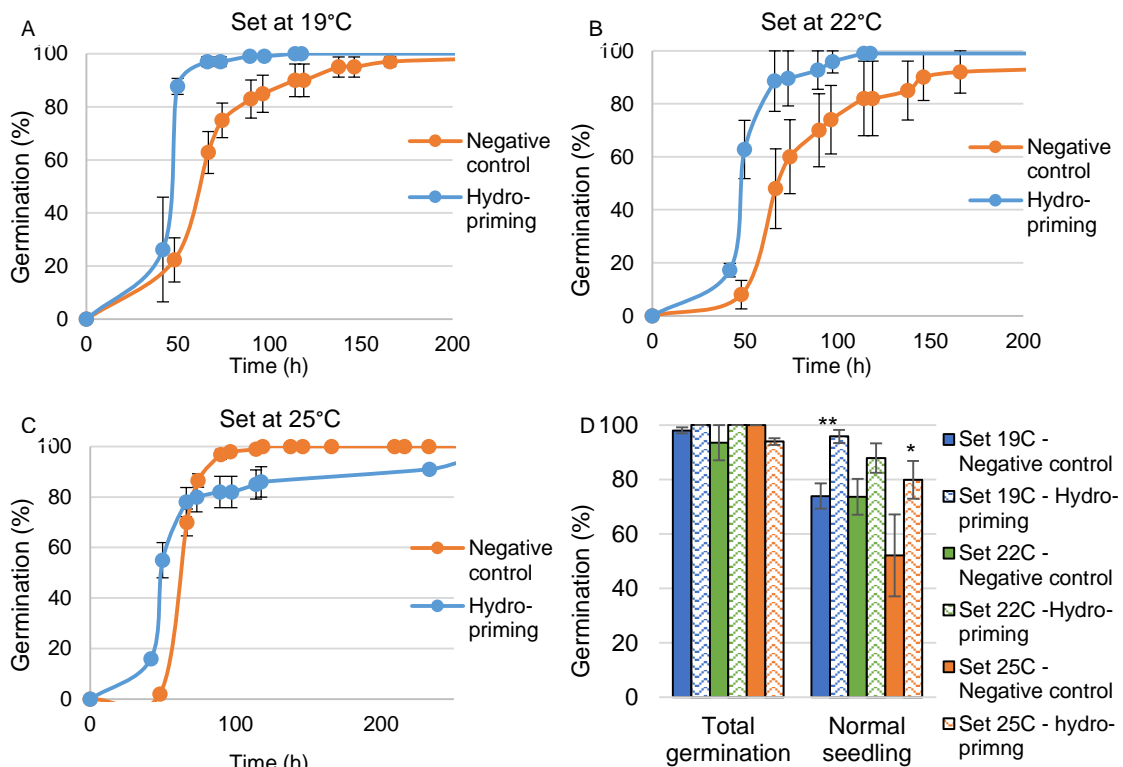 A
Set at 19°C
Germination (%)
100
80
60
40
20
0
0
50
100
150
200
Time (h)
Negative
control
Hydro-
priming
B
Set at 22°C
Germination (%)
100
80
60
40
20
0
0
50
100
150
200
Time (h)
Negative
control
Hydro-
priming
C
Set at 25°C
Germination (%)
100
80
60
40
20
0
0
100
200
Time (h)
Negative
control
Hydro-
priming
D
Germination (%)
100
80
60
40
20
0
**
*
Total
germination
Normal
seedling
Set 19C -
Negative control
Set 19C - Hydro-
priming
Set 22C -
Negative control
Set 22C -Hydro-
priming
Set 25C -
Negative control
Set 25C - hydro-
primng